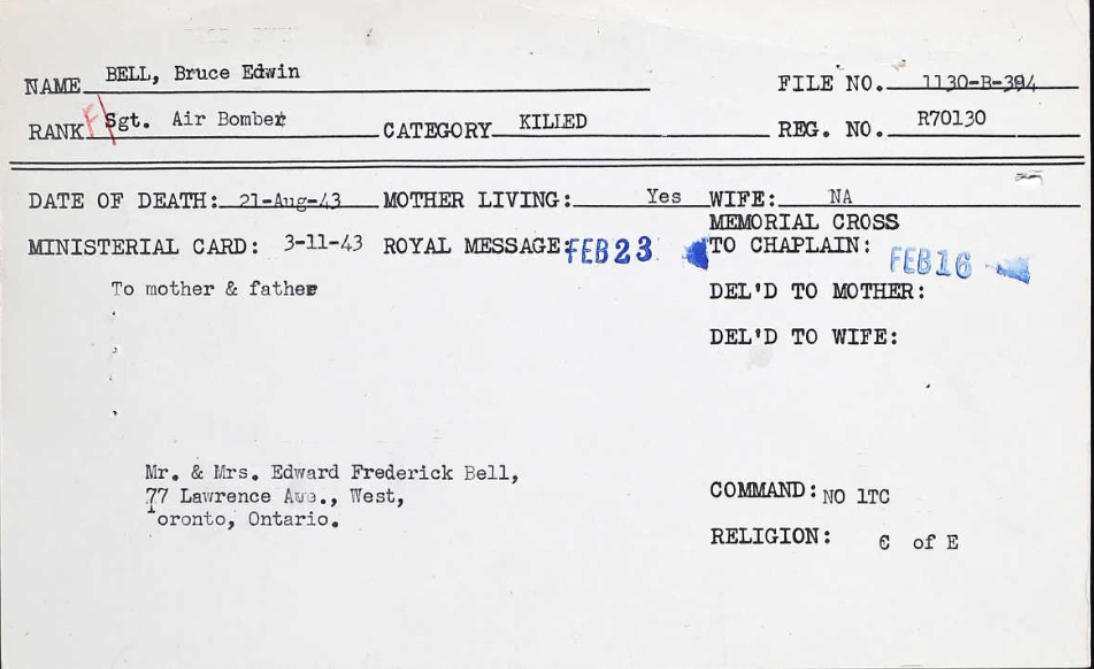 NAME BELL, Bruce Edwin FILE NO. 1130-B-394
RANK F/Sgt. Air Bomber CATEGORY KILLED REG. NO. R70130
DATE OF DEATH: 21-Aug-43 MOTHER LIVING: Yes WIFE: NA
MINISTERIAL CARD: 3-11-43 ROYAL MESSAGE: FEB 23 MEMORIAL CROSS
TO CHAPLAIN: FEB 16
To mother & father DEL'D TO MOTHER:
DEL'D TO WIFE:
Mr. & Mrs. Edward Frederick Bell,
77 Lawrence Ave., West,
Toronto, Ontario.
COMMAND: NO 1TC
RELIGION: C of E